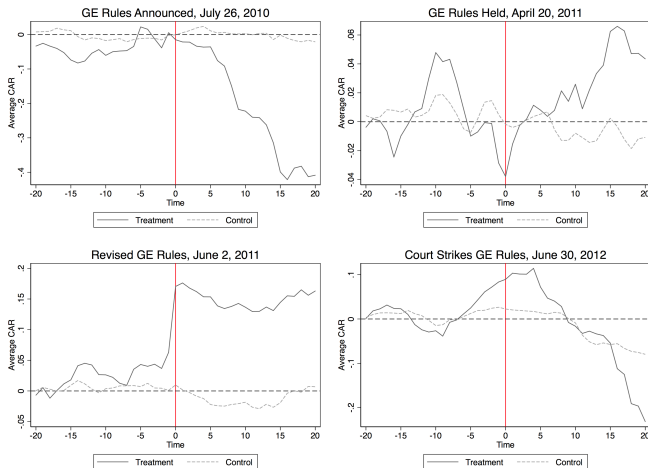 GE Rules Announced, July 26, 2010
Average CAR
0
-.1
-.2
-.3
-.4
-20 -15 -10 -5 0 5 10 15 20
Time
Treatment Control
GE Rules Held, April 20, 2011
Average CAR
.06
.04
.02
0
-.02
-.04
-20 -15 -10 -5 0 5 10 15 20
Time
Treatment Control
Revised GE Rules, June 2, 2011
Average CAR
.2
.15
.1
.05
0
-.05
-20 -15 -10 -5 0 5 10 15 20
Time
Treatment Control
Court Strikes GE Rules, June 30, 2012
Average CAR
.1
0
-.1
-.2
-20 -15 -10 -5 0 5 10 15 20
Time
Treatment Control